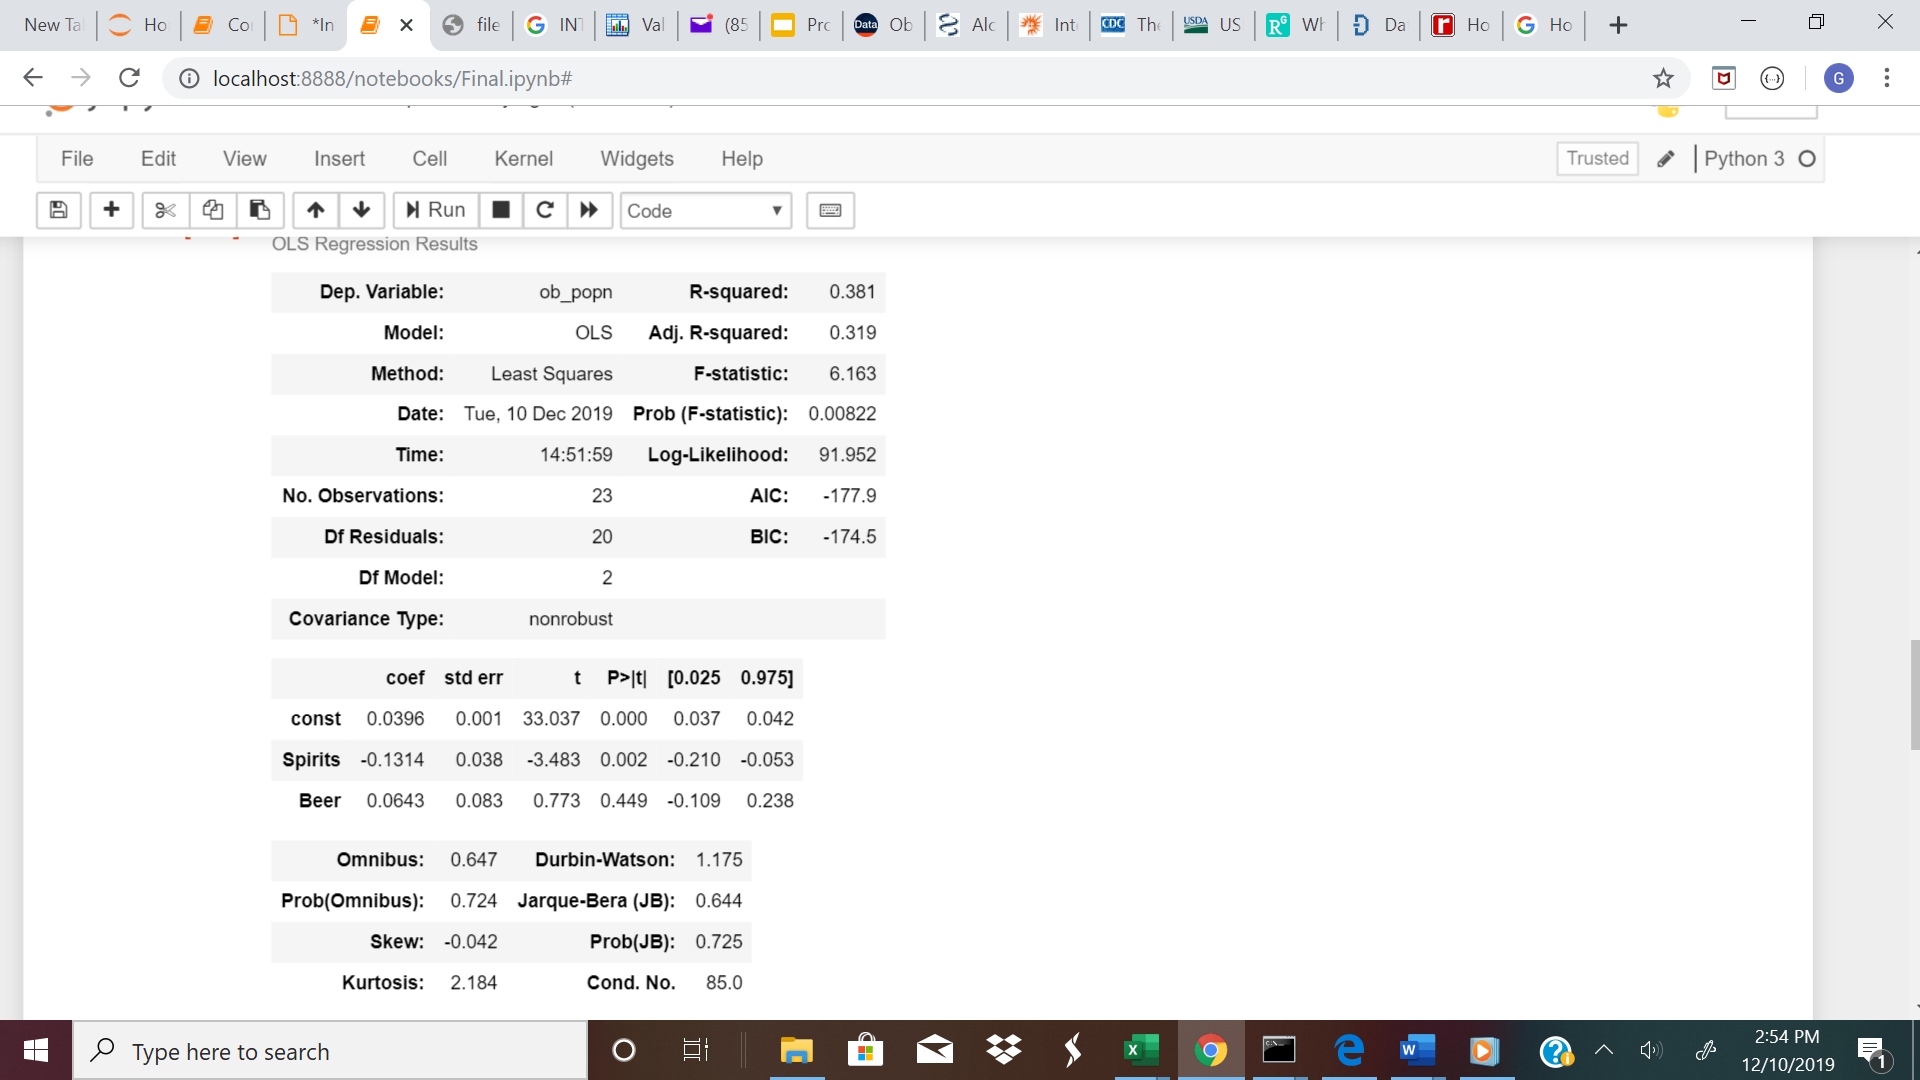 New Ta Ho Co *In file G IN Val (85 Pro Data Ob Alc Int CDC The USDA US Wh Da Ho G Ho
localhost:8888/notebooks/Final.ipynb#
G
File Edit View Insert Cell Kernel Widgets Help Trusted Python 3
Run Code
OLS Regression Results
Dep. Variable: ob_popn R-squared: 0.381
Model: OLS Adj. R-squared: 0.319
Method: Least Squares F-statistic: 6.163
Date: Tue, 10 Dec 2019 Prob (F-statistic): 0.00822
Time: 14:51:59 Log-Likelihood: 91.952
No. Observations: 23 AIC: -177.9
Df Residuals: 20 BIC: -174.5
Df Model: 2
Covariance Type: nonrobust
coef std err t P>|t| [0.025 0.975]
const 0.0396 0.001 33.037 0.000 0.037 0.042
Spirits -0.1314 0.038 -3.483 0.002 -0.210 -0.053
Beer 0.0643 0.083 0.773 0.449 -0.109 0.238
Omnibus: 0.647 Durbin-Watson: 1.175
Prob(Omnibus): 0.724 Jarque-Bera (JB): 0.644
Skew: -0.042 Prob(JB): 0.725
Kurtosis: 2.184 Cond. No. 85.0
Type here to search
2:54 PM
12/10/2019
1